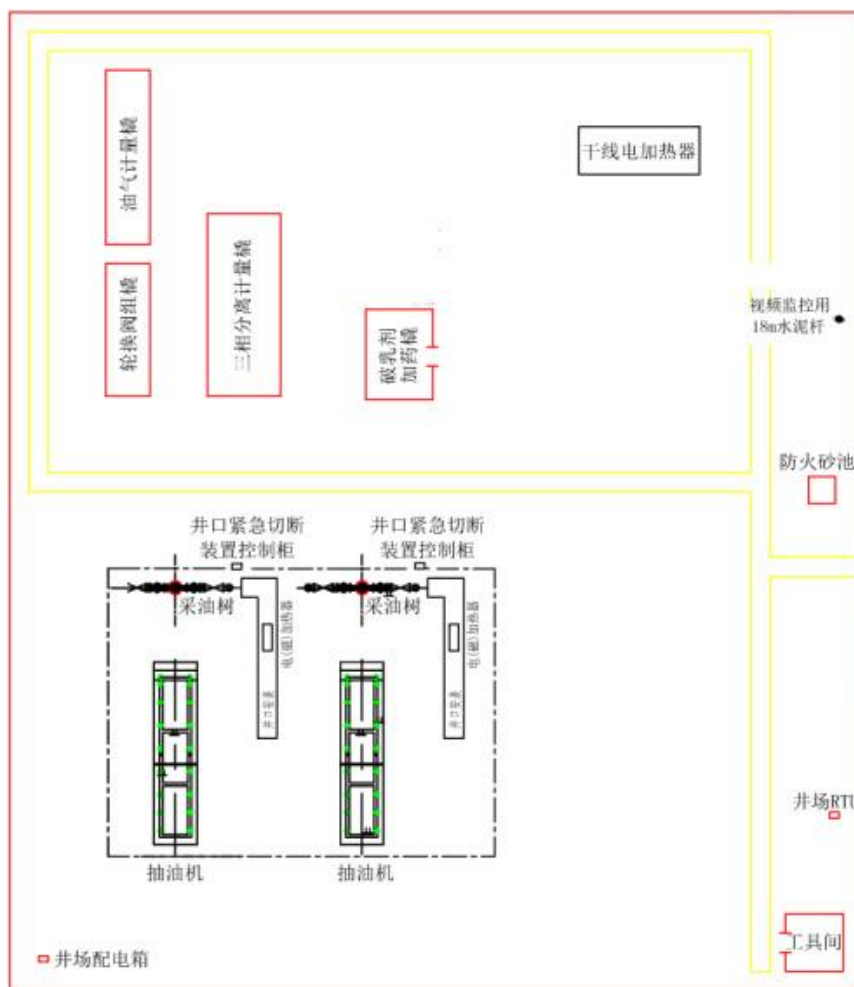 油气计量橇
干线电加热器
三相分离计量橇
轮换阀组橇
破乳剂
加药橇
视频监控用
18m水泥杆
防火砂池
井口紧急切断
装置控制柜
井口紧急切断
装置控制柜
采油树
采油树
电(磁)加热器
电(磁)加热器
抽油机
抽油机
井场RTU
工具间
井场配电箱